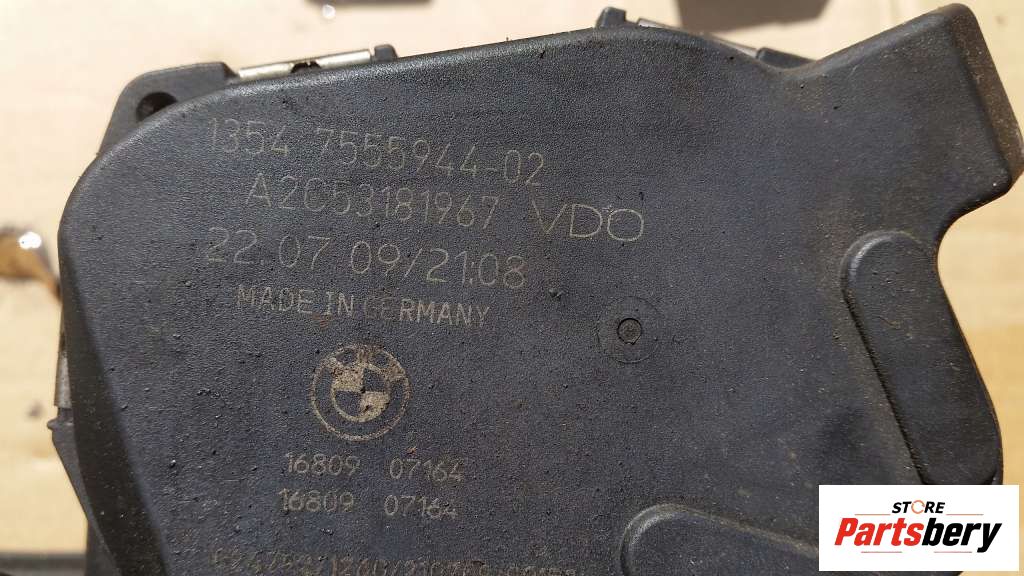 1354 7555944-02
A2C53181967 VDO
22.07 09/21:08
MADE IN GERMANY
16809 07164
16809 07164
STORE
Partsbery